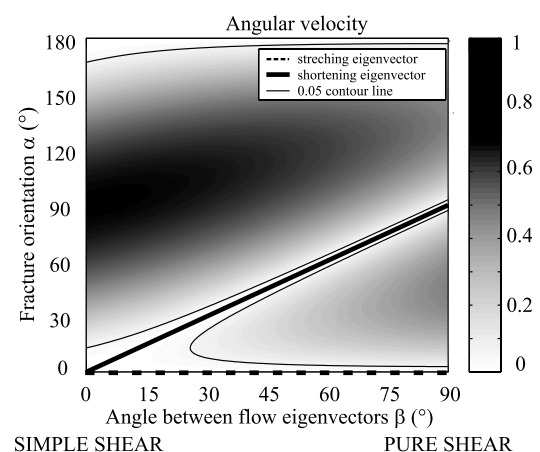 Angular velocity
streching eigenvector
shortening eigenvector
0.05 contour line
180
150
120
90
60
30
0
Fracture orientation α (°)
0 15 30 45 60 75 90
Angle between flow eigenvectors β (°)
SIMPLE SHEAR PURE SHEAR
1
0.8
0.6
0.4
0.2
0